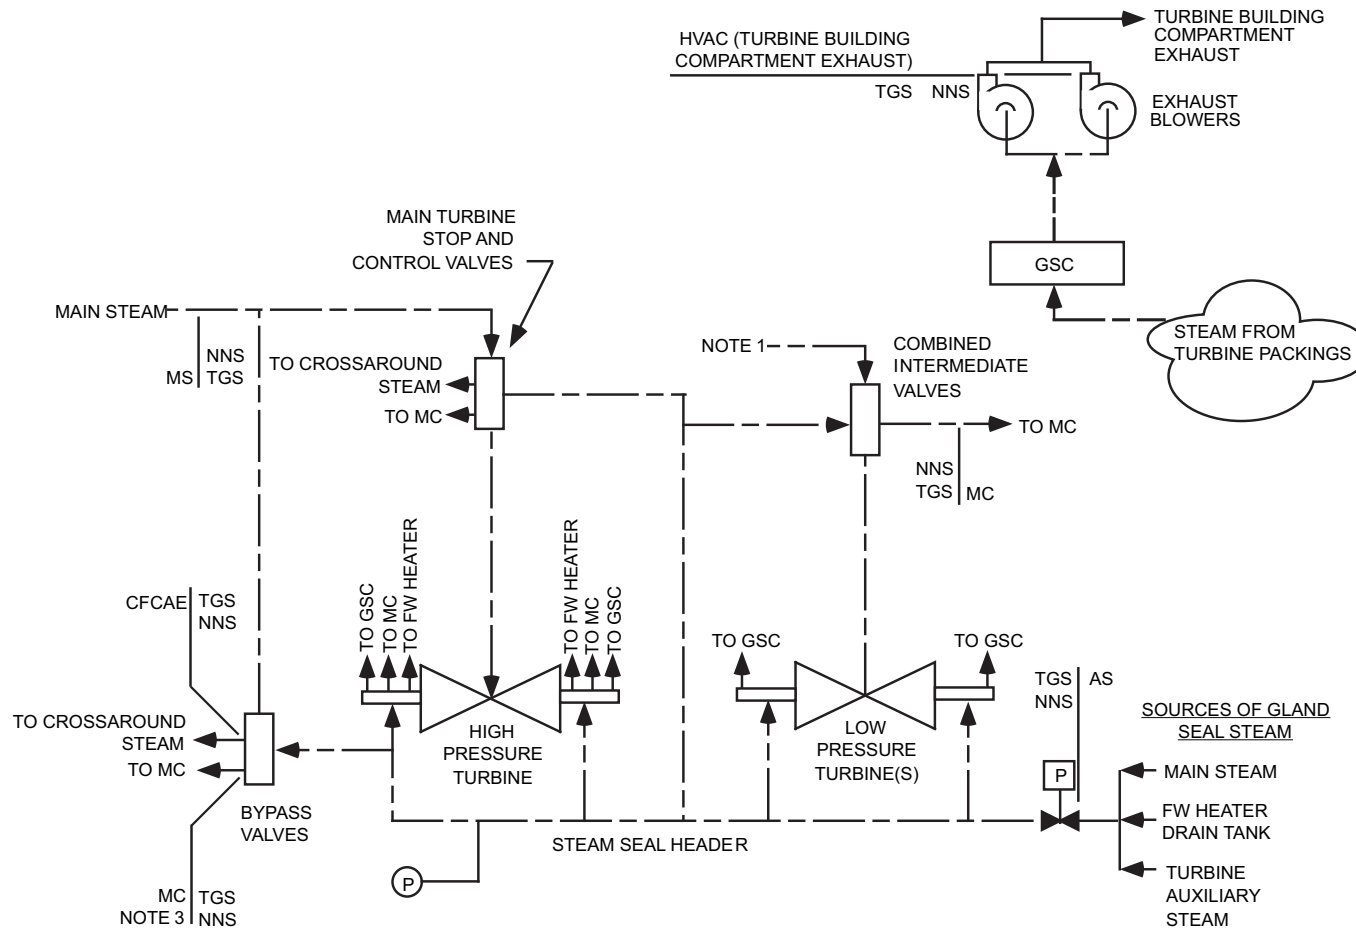 TURBINE BUILDING
COMPARTMENT
EXHAUST
HVAC (TURBINE BUILDING
COMPARTMENT EXHAUST)
TGS NNS
EXHAUST
BLOWERS
MAIN TURBINE
STOP AND
CONTROL VALVES
GSC
STEAM FROM
TURBINE PACKINGS
MAIN STEAM
NNS
MS TGS
TO CROSSAROUND
STEAM
TO MC
NOTE 1
COMBINED
INTERMEDIATE
VALVES
TO MC
NNS
TGS MC
TO GSC
TO MC
TO FW HEATER
TO FW HEATER
TO MC
TO GSC
CFCAE TGS
NNS
TO GSC
TO GSC
TGS AS
NNS
SOURCES OF GLAND
SEAL STEAM
TO CROSSAROUND
STEAM
TO MC
HIGH
PRESSURE
TURBINE
LOW
PRESSURE
TURBINE(S)
P
MAIN STEAM
FW HEATER
DRAIN TANK
TURBINE
AUXILIARY
STEAM
BYPASS
VALVES
STEAM SEAL HEADER
P
MC TGS
NOTE 3 NNS